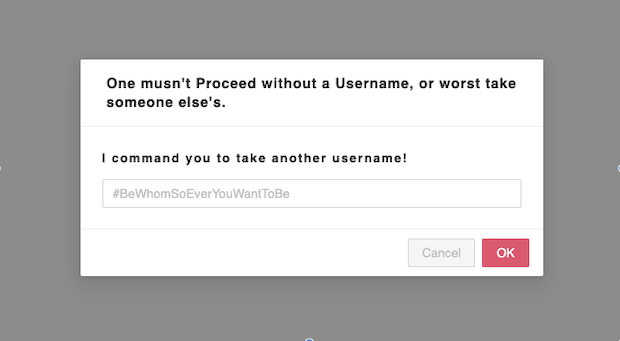 One musn't Proceed without a Username, or worst take
someone else's.
I command you to take another username!
#BeWhomSoEverYouWantToBe
Cancel
OK